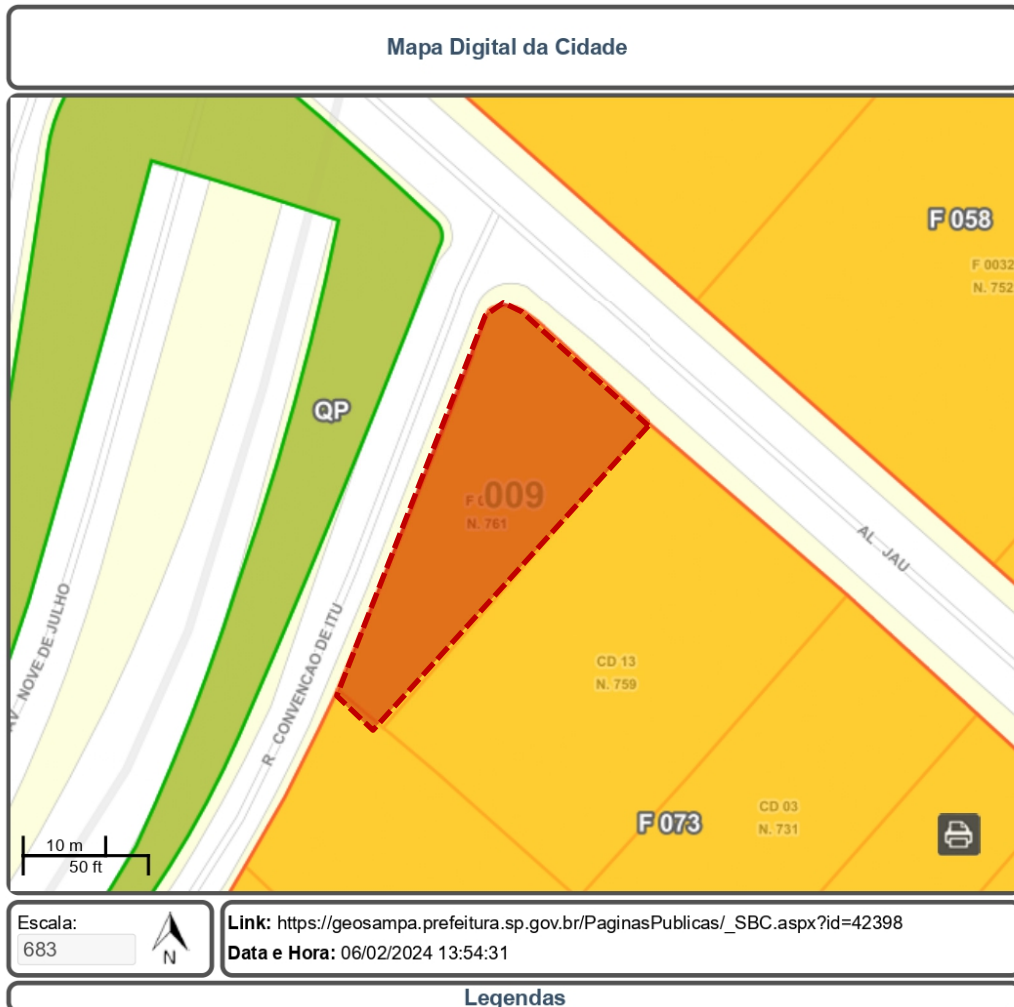 Mapa Digital da Cidade
F 058
F 0032
N. 752
QP
009
N. 761
AL JAU
AV NOVE DE JULHO
R CONVENCAO DE ITU
CD 13
N. 759
F 073
CD 03
N. 731
10 m
50 ft
Escala:
683
N
Link: https://geosampa.prefeitura.sp.gov.br/PaginasPublicas/_SBC.aspx?id=42398
Data e Hora: 06/02/2024 13:54:31
Legendas